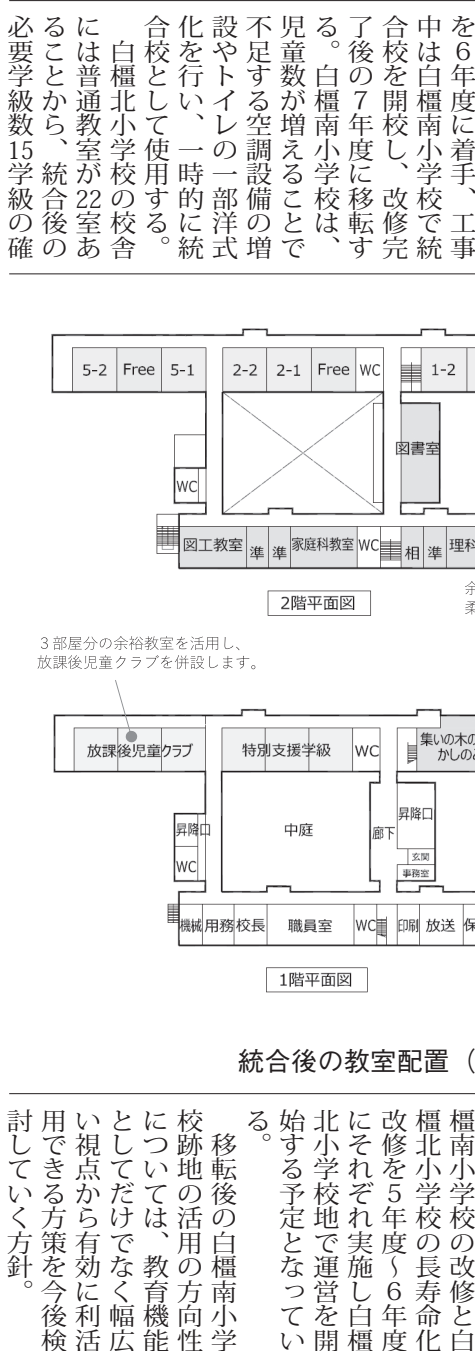 を６年度に着手、工事
中は白橿南小学校で統
合校を開校し、改修完
了後の７年度に移転す
る。白橿南小学校は、
児童数が増えることで
不足する空調設備の増
設やトイレの一部洋式
化を行い、一時的に統
合校として使用する。
　白橿北小学校の校舎
には普通教室が22室あ
ることから、統合後の
必要学級数15学級の確
5-2 Free 5-1 2-2 2-1 Free WC 1-2
図書室
WC
図工教室 準 準 家庭科教室 WC 相 準 理科
2階平面図
余
柔
３部屋分の余裕教室を活用し、
放課後児童クラブを併設します。
放課後児童クラブ 特別支援学級 WC 集いの木の
かしの
昇降口 中庭 廊下 昇降口
WC 玄関
事務室
機械 用務 校長 職員室 WC 印刷 放送 保
1階平面図
統合後の教室配置（
橿南小学校の改修と白
橿北小学校の長寿命化
改修を５年度〜６年度
にそれぞれ実施し白橿
北小学校地で運営を開
始する予定となってい
る。
　移転後の白橿南小学
校跡地の活用の方向性
については、教育機能
としてだけでなく幅広
い視点から有効に利活
用できる方策を今後検
討していく方針。